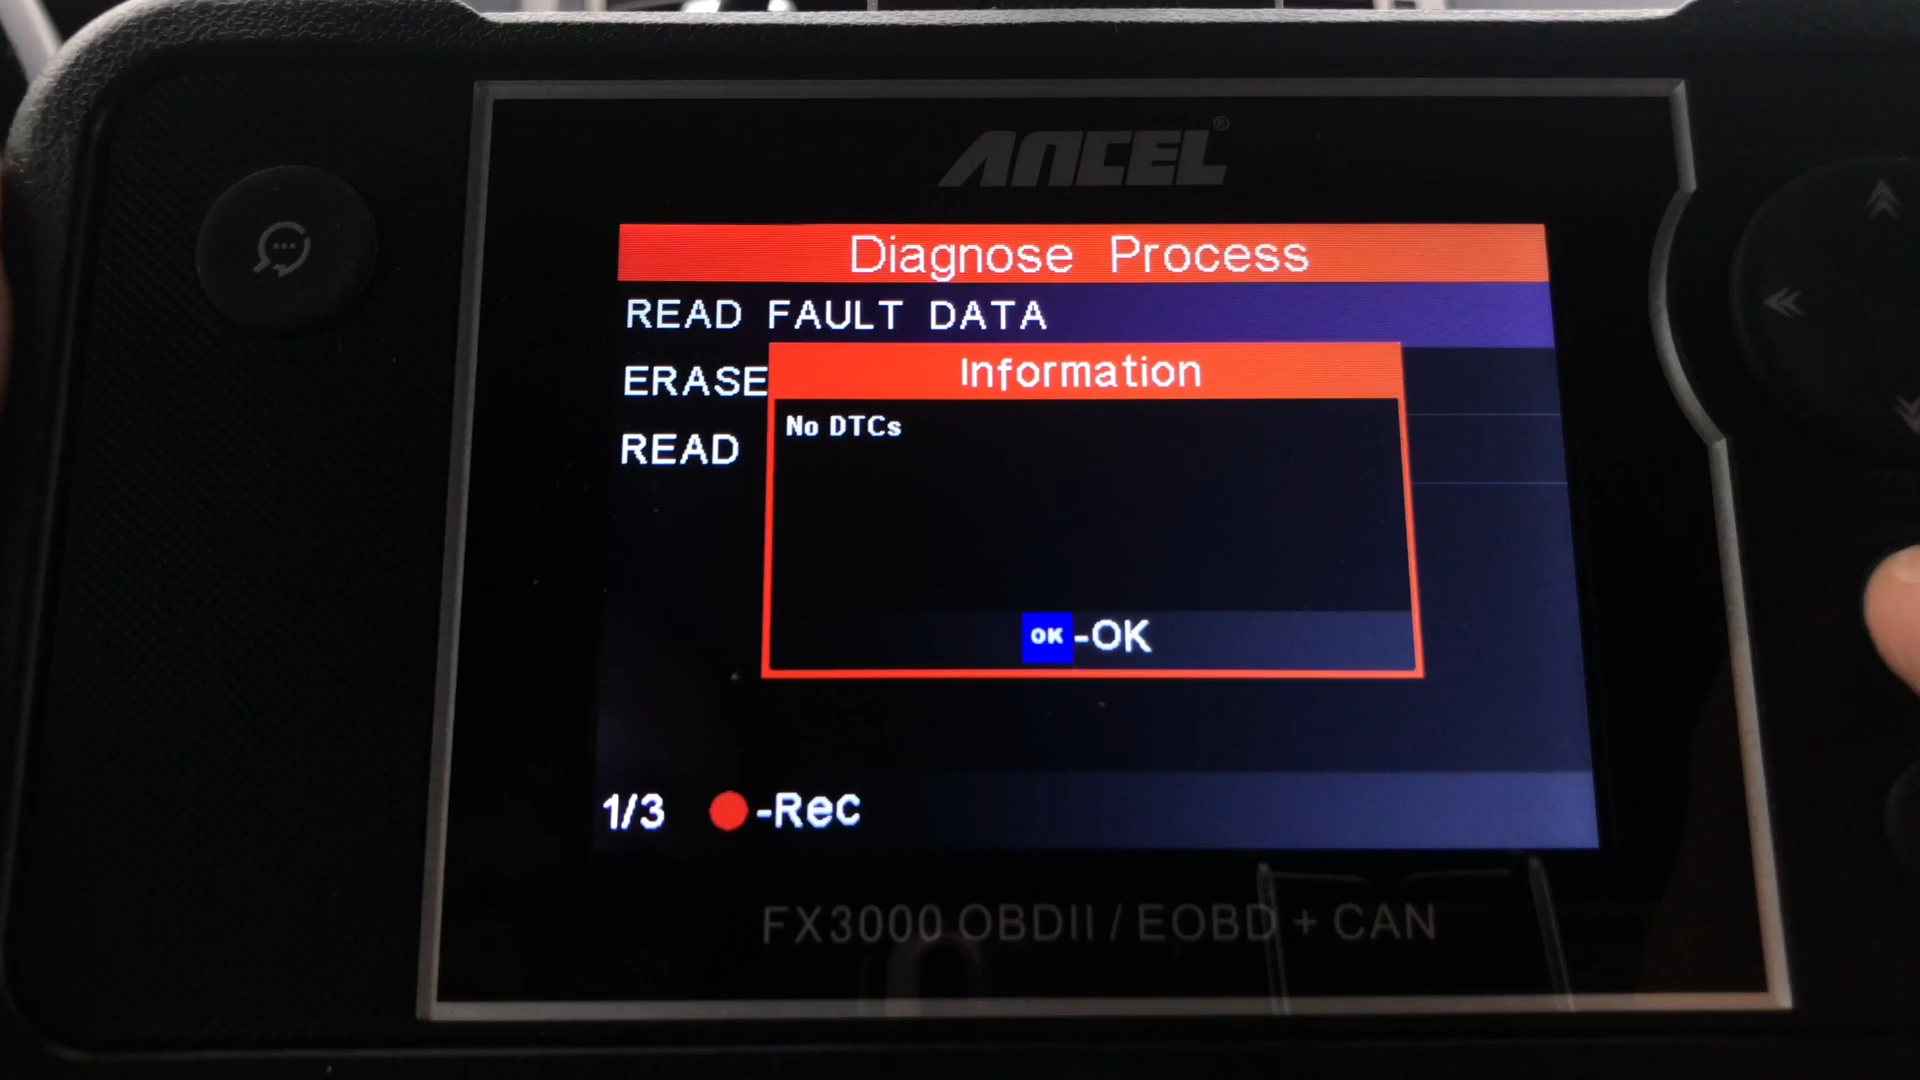 ANCEL®
Diagnose Process
READ FAULT DATA
ERASE
READ
Information
No DTCs
OK -OK
1/3 -Rec
FX3000 OBDII / EOBD + CAN